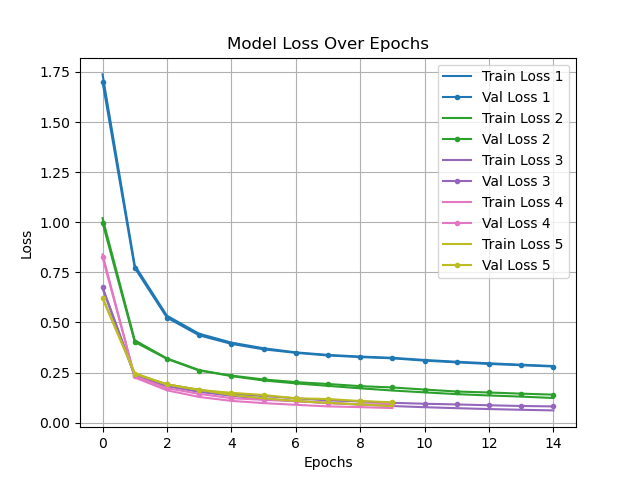 Model Loss Over Epochs
Loss
1.75
1.50
1.25
1.00
0.75
0.50
0.25
0.00
Train Loss 1
Val Loss 1
Train Loss 2
Val Loss 2
Train Loss 3
Val Loss 3
Train Loss 4
Val Loss 4
Train Loss 5
Val Loss 5
0 2 4 6 8 10 12 14
Epochs